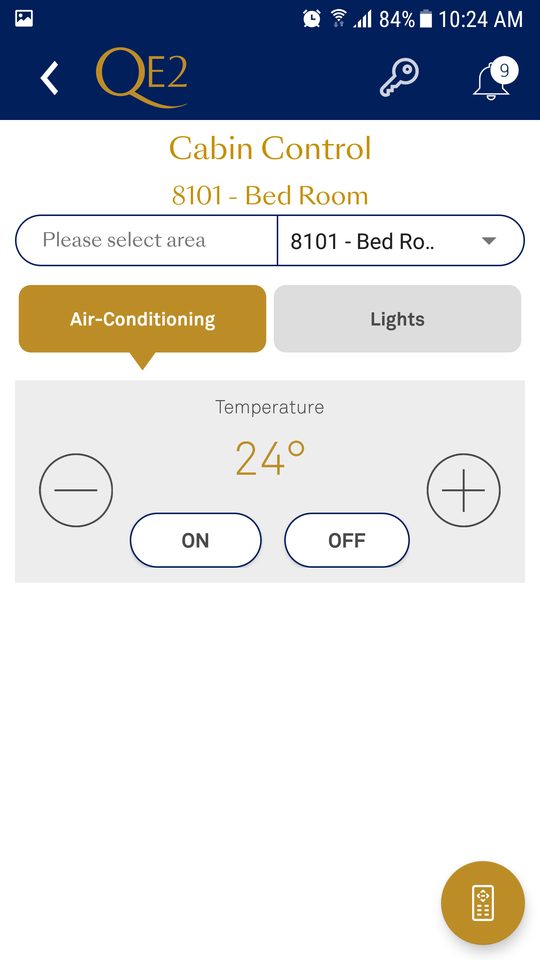 84% 10:24 AM
QE2
9
Cabin Control
8101 - Bed Room
Please select area 8101 - Bed Ro..
Air-Conditioning Lights
Temperature
24°
ON OFF